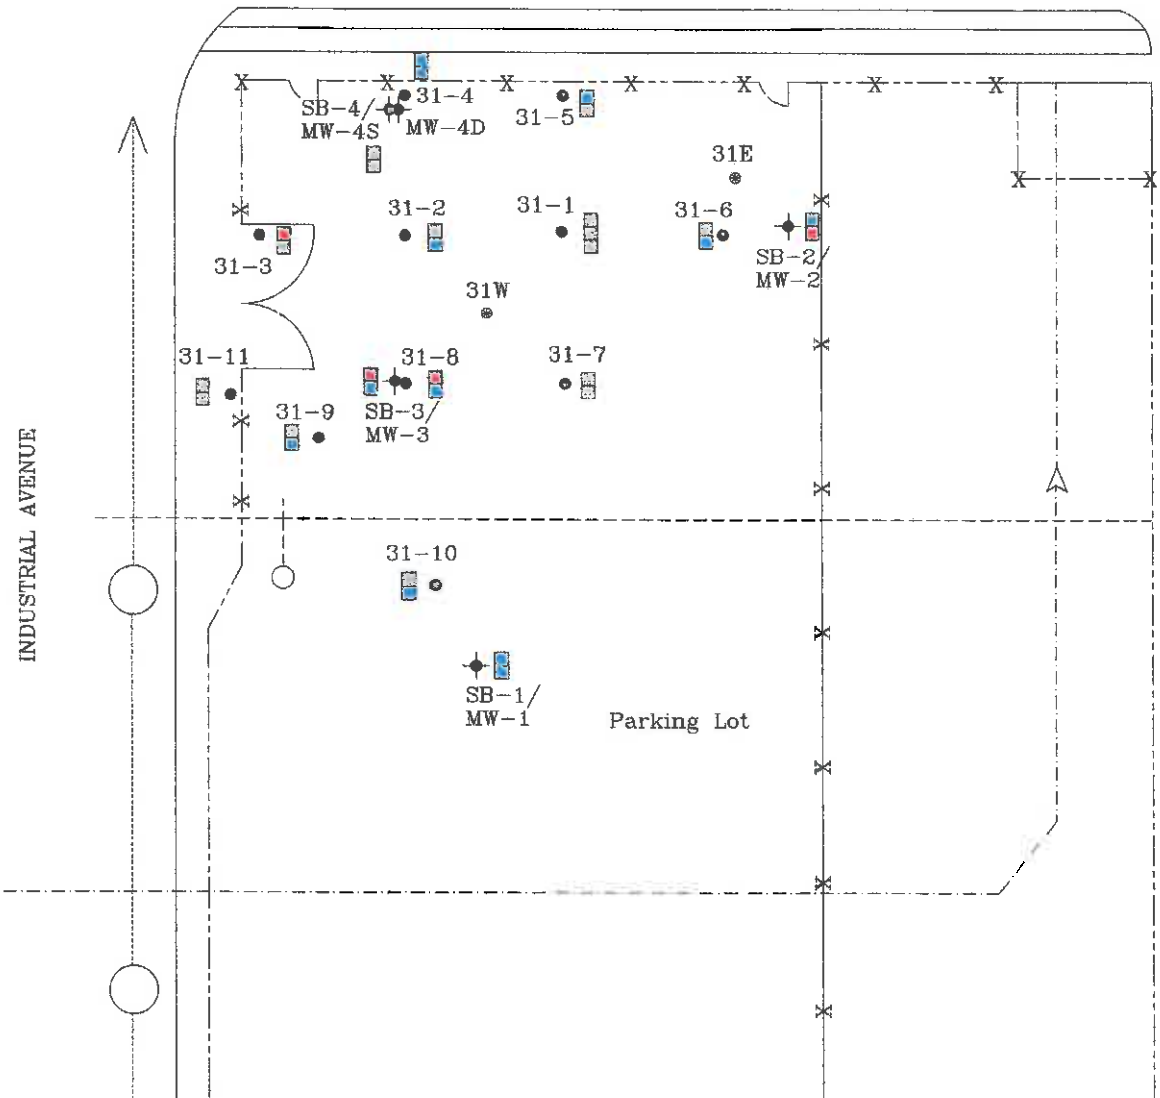 31-4
SB-4/
MW-4S
MW-4D
31-5
31E
31-2
31-1
31-6
31-3
SB-2/
MW-2
31W
31-11
31-8
31-7
SB-3/
MW-3
31-9
INDUSTRIAL AVENUE
31-10
SB-1/
MW-1
Parking Lot